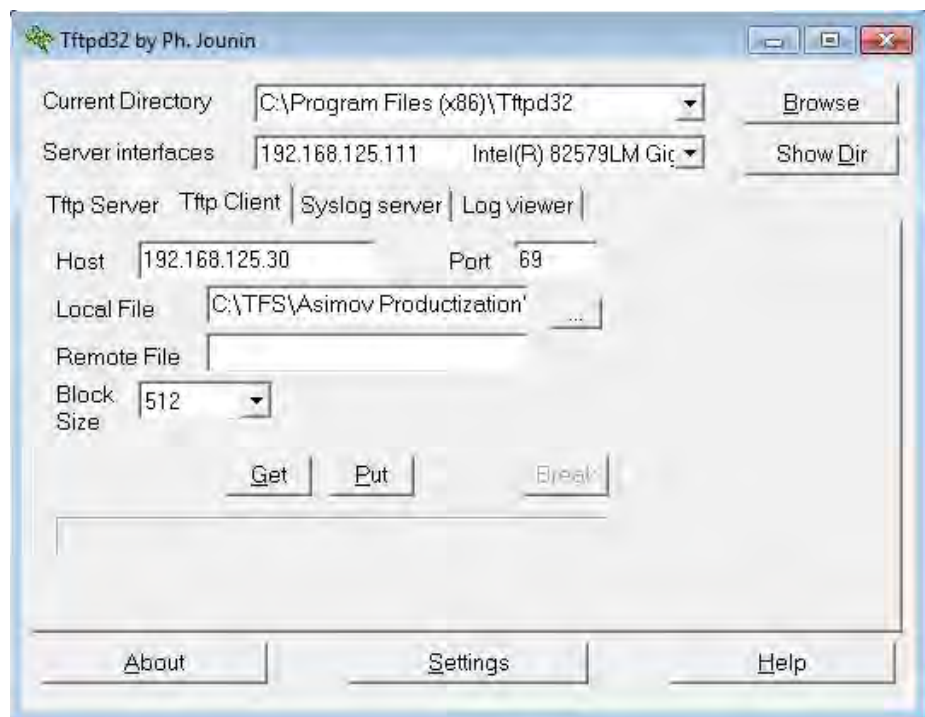 Tftpd32 by Ph. Jounin
Current Directory C:\Program Files (x86)\Tftpd32 Browse
Server interfaces 192.168.125.111 Intel(R) 82579LM Gig Show Dir
Tftp Server Tftp Client Syslog server Log viewer
Host 192.168.125.30 Port 69
Local File C:\TFS\Asimov Productization\ ...
Remote File
Block
Size 512
Get Put Break
About Settings Help